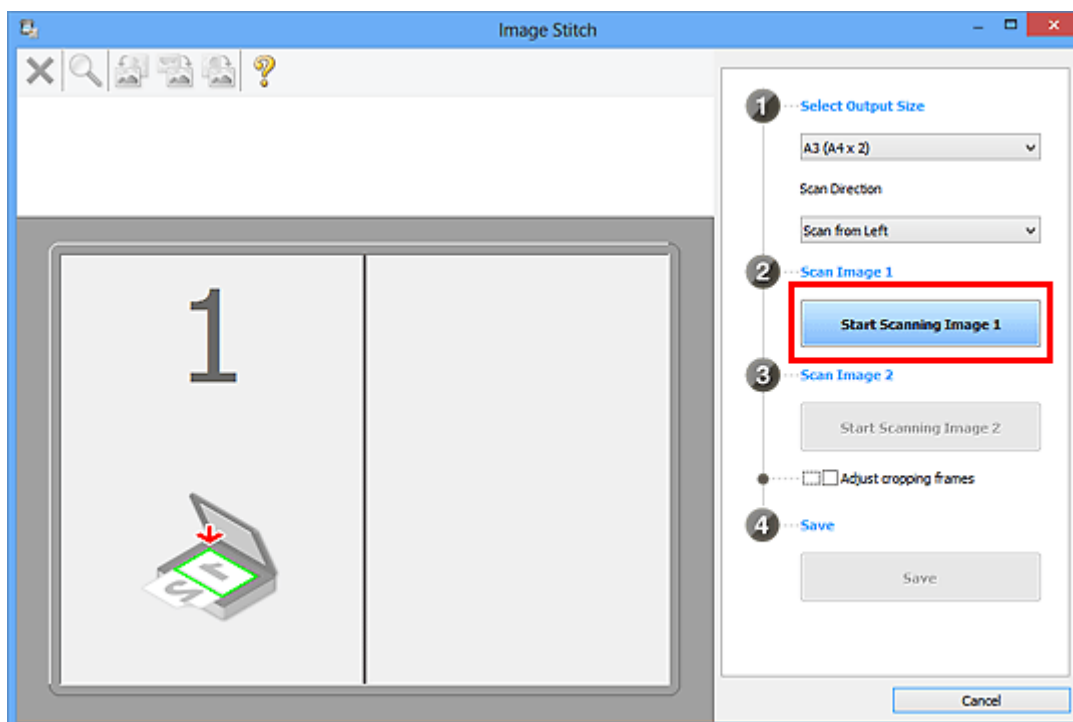 Image Stitch
1 Select Output Size
A3 (A4 x 2)
Scan Direction
Scan from Left
2 Scan Image 1
Start Scanning Image 1
3 Scan Image 2
Start Scanning Image 2
Adjust cropping frames
4 Save
Save
Cancel
1